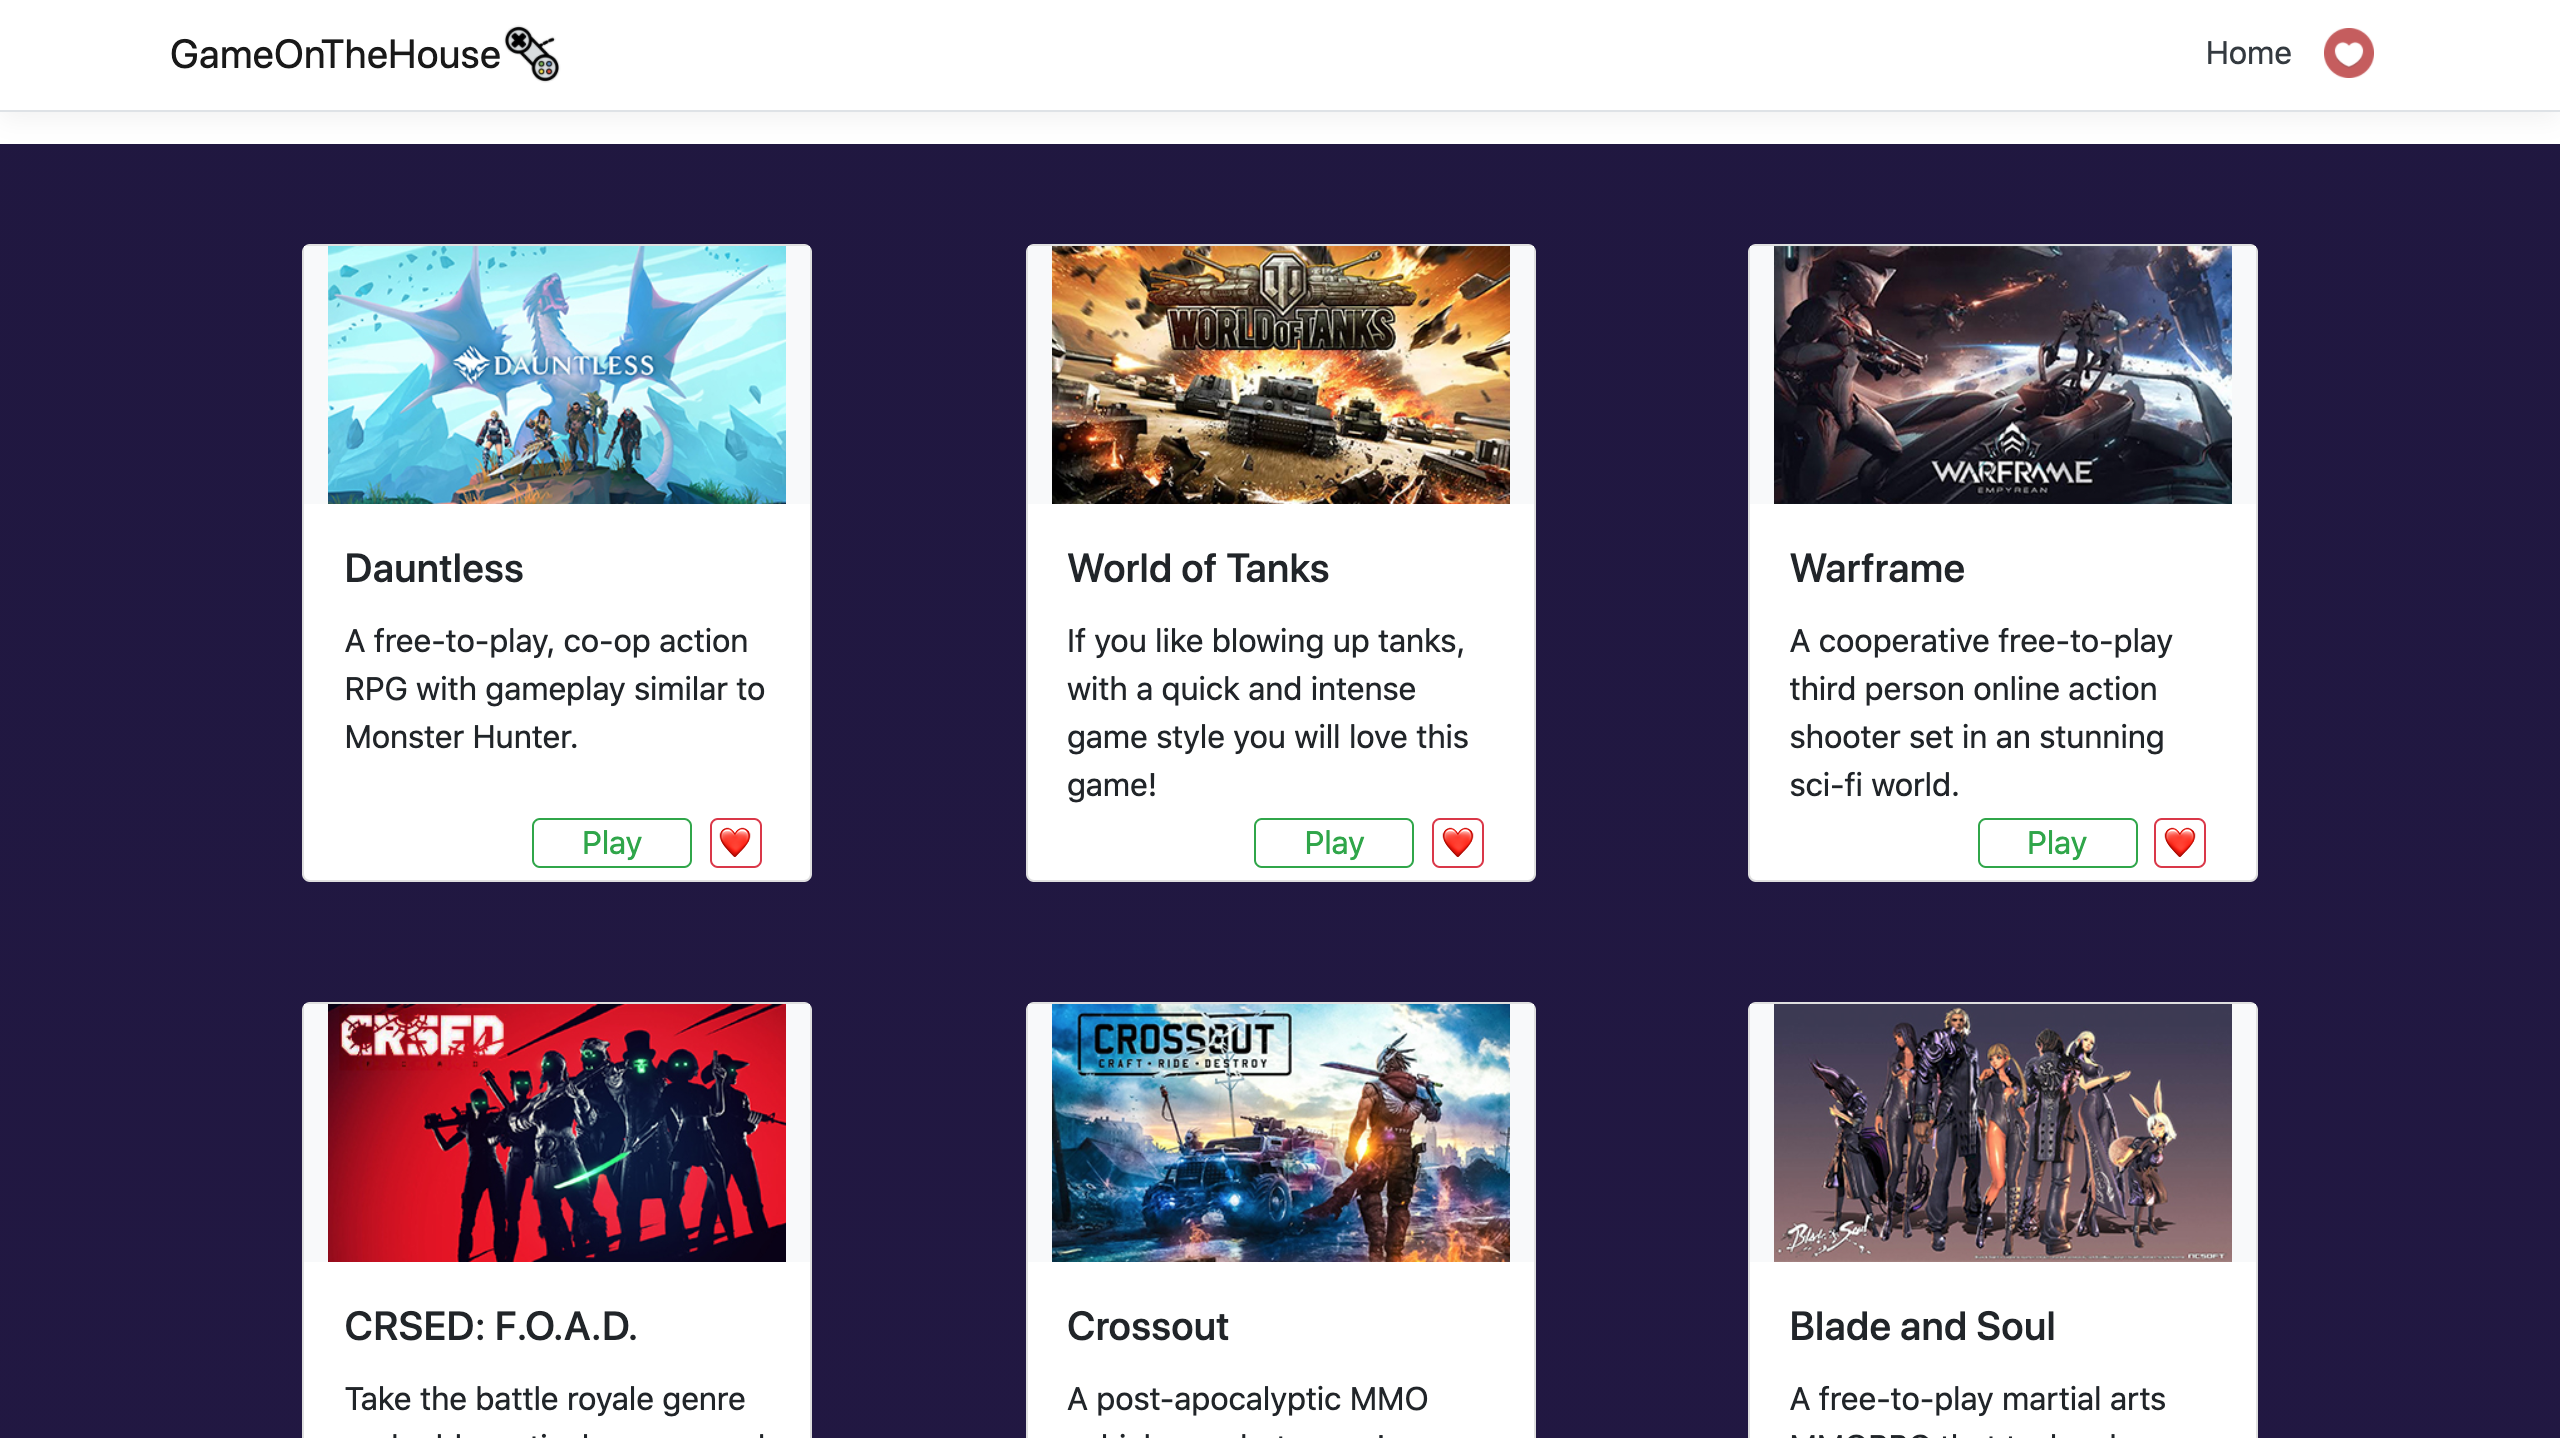 GameOnTheHouse
Home
DAUNTLESS
WORLD OF TANKS
WARFRAME
EMPYREAN
Dauntless
World of Tanks
Warframe
A free-to-play, co-op action
RPG with gameplay similar to
Monster Hunter.
If you like blowing up tanks,
with a quick and intense
game style you will love this
game!
A cooperative free-to-play
third person online action
shooter set in an stunning
sci-fi world.
Play
Play
Play
CRSED
CROSSOUT
CRAFT • RIDE • DESTROY
Blade & Soul
NCSOFT
CRSED: F.O.A.D.
Crossout
Blade and Soul
Take the battle royale genre
A post-apocalyptic MMO
A free-to-play martial arts